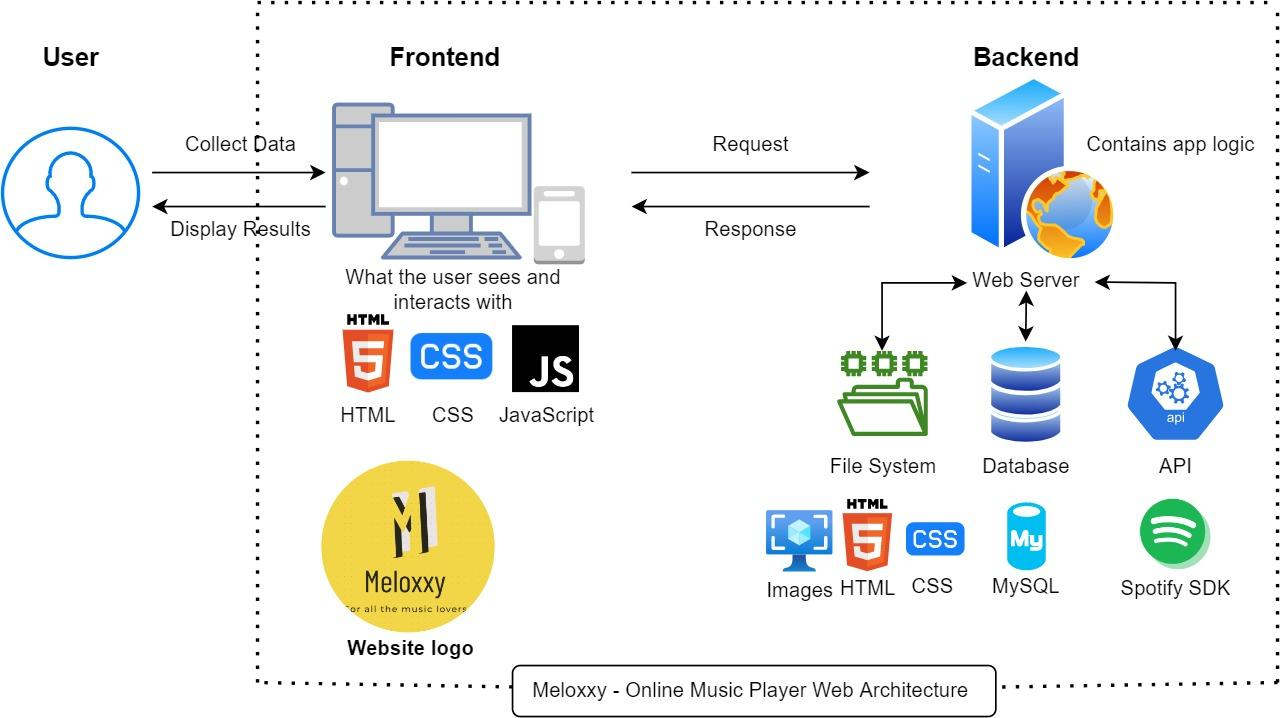 User
Frontend
Backend
Collect Data
Display Results
Request
Response
Contains app logic
What the user sees and
interacts with
Web Server
HTML
5
CSS
JS
HTML
CSS
JavaScript
api
File System
Database
API
HTML
5
CSS
My
Images
HTML
CSS
MySQL
Spotify SDK
M
Meloxxy
For all the music lovers
Website logo
Meloxxy - Online Music Player Web Architecture